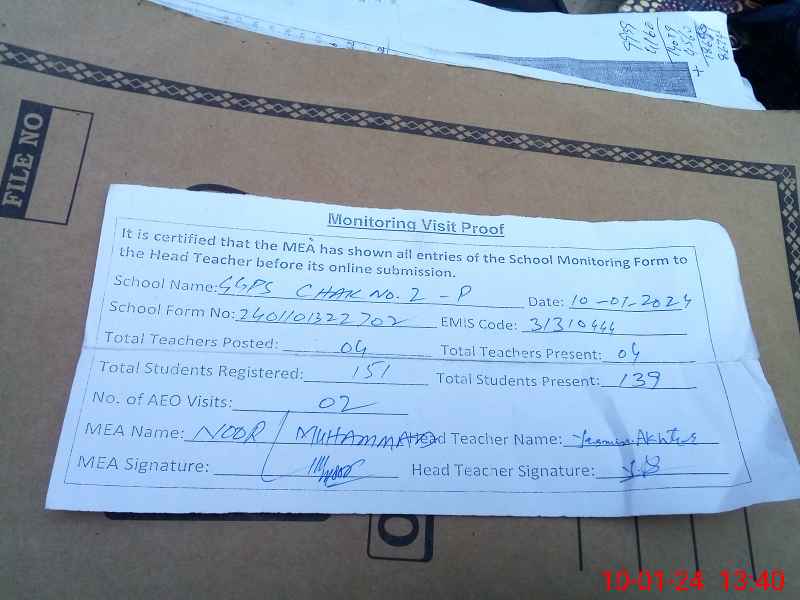 FILE NO
Monitoring Visit Proof
It is certified that the MEA has shown all entries of the School Monitoring Form to
the Head Teacher before its online submission.
School Name: GGPS CHAK NO. 2 - P Date: 10-01-2024
School Form No: 2401101322702 EMIS Code: 31310444
Total Teachers Posted: 04 Total Teachers Present: 04
Total Students Registered: 151 Total Students Present: 139
No. of AEO Visits: 02
MEA Name: NOOR MUHAMMAD Head Teacher Name: Akhter
MEA Signature: Head Teacher Signature:
10-01-24 13:40